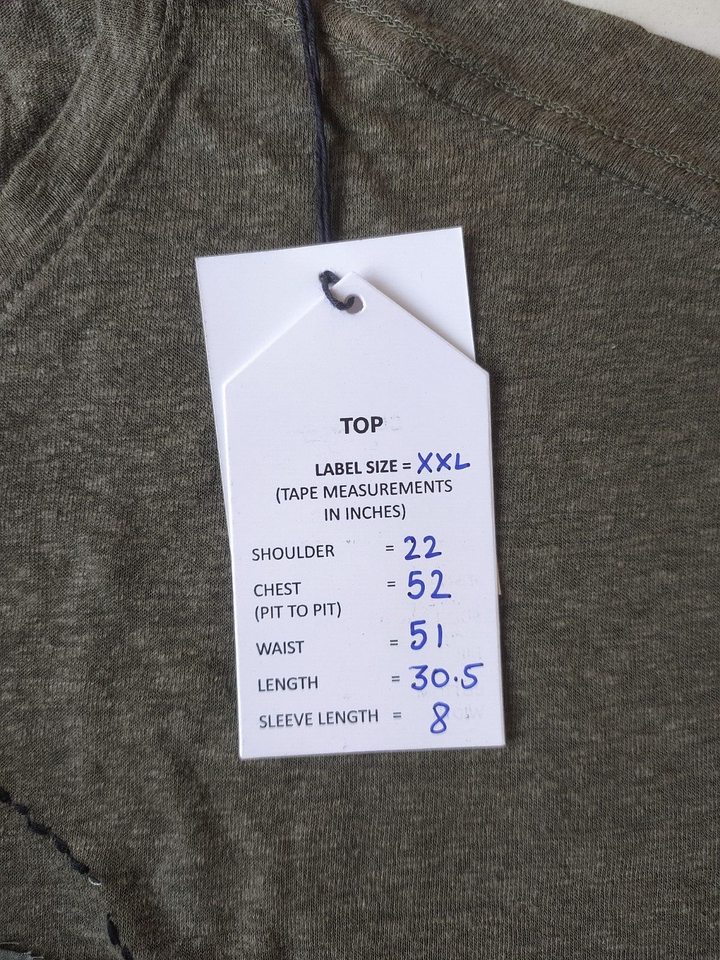 TOP
LABEL SIZE = XXL
(TAPE MEASUREMENTS
IN INCHES)
SHOULDER = 22
CHEST = 52
(PIT TO PIT)
WAIST = 51
LENGTH = 30.5
SLEEVE LENGTH = 8